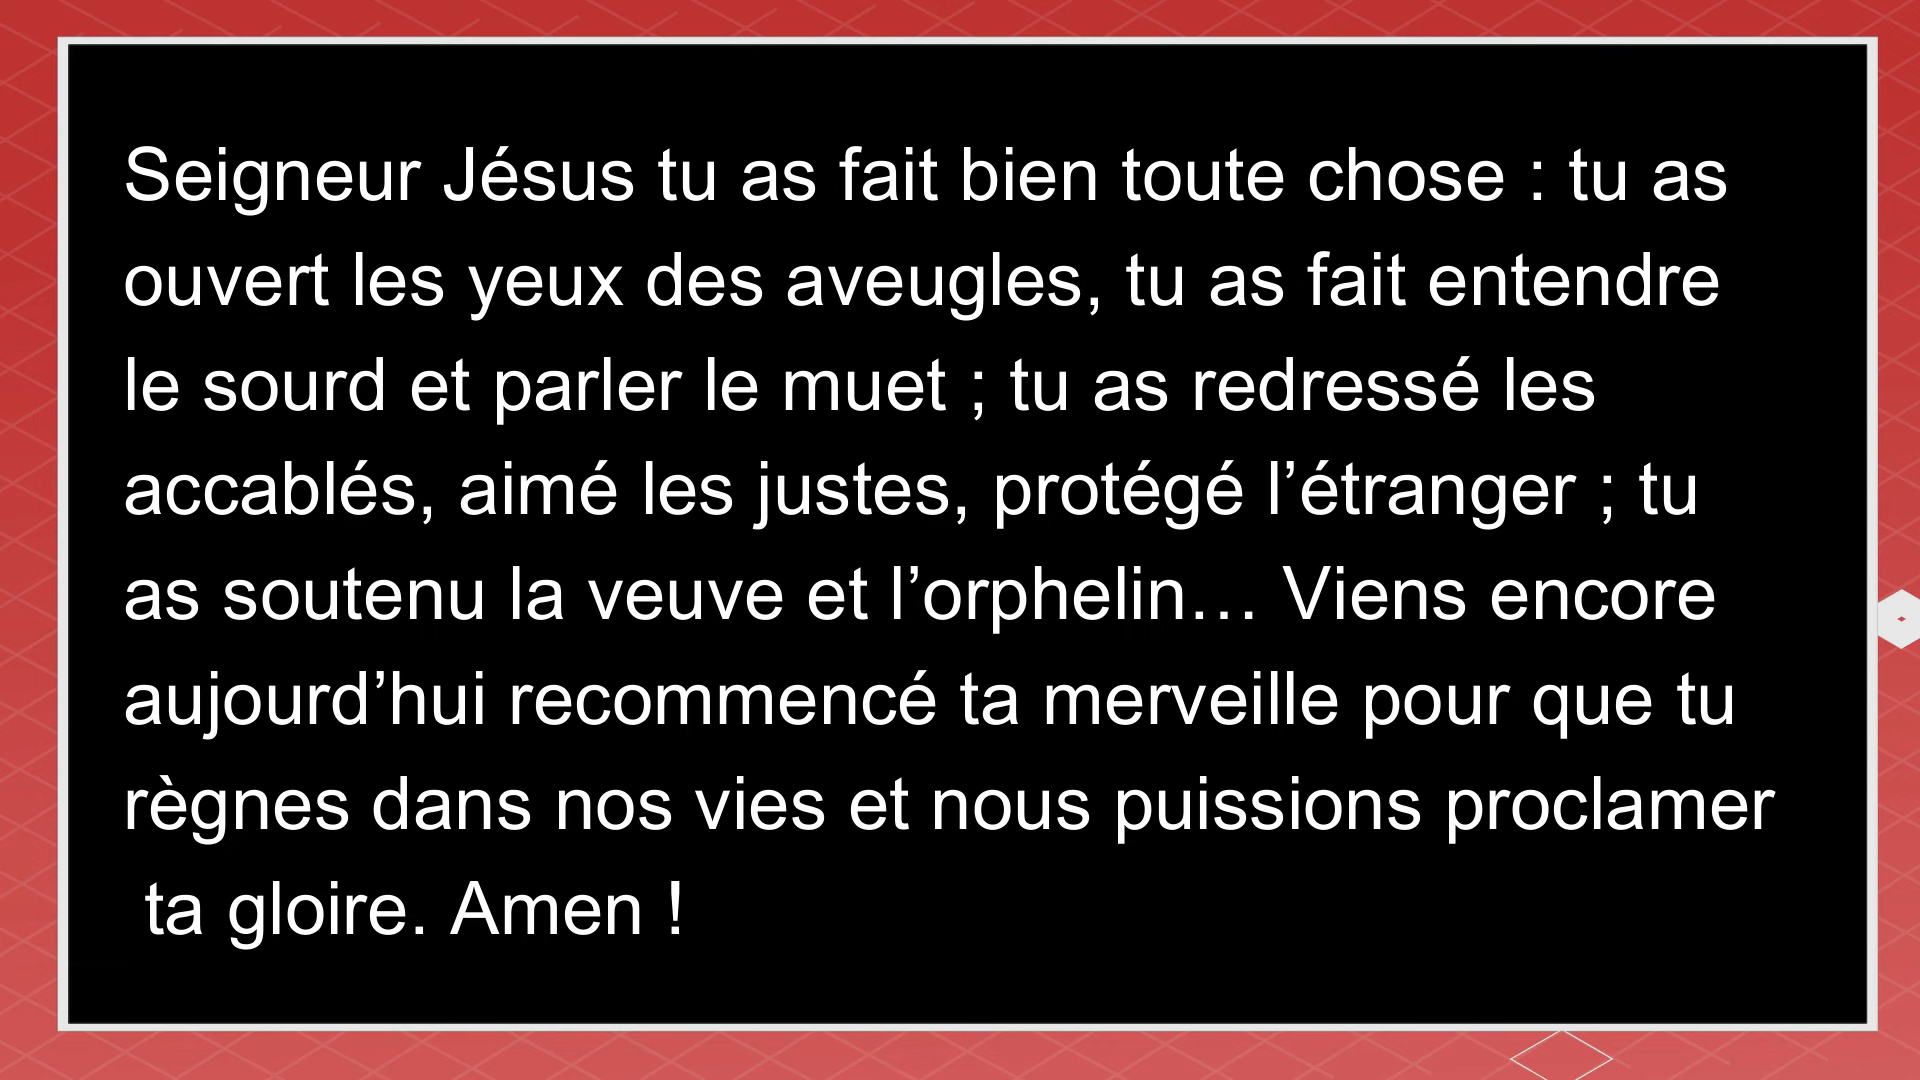 Seigneur Jésus tu as fait bien toute chose : tu as
ouvert les yeux des aveugles, tu as fait entendre
le sourd et parler le muet ; tu as redressé les
accablés, aimé les justes, protégé l’étranger ; tu
as soutenu la veuve et l’orphelin… Viens encore
aujourd’hui recommencé ta merveille pour que tu
règnes dans nos vies et nous puissions proclamer
ta gloire. Amen !